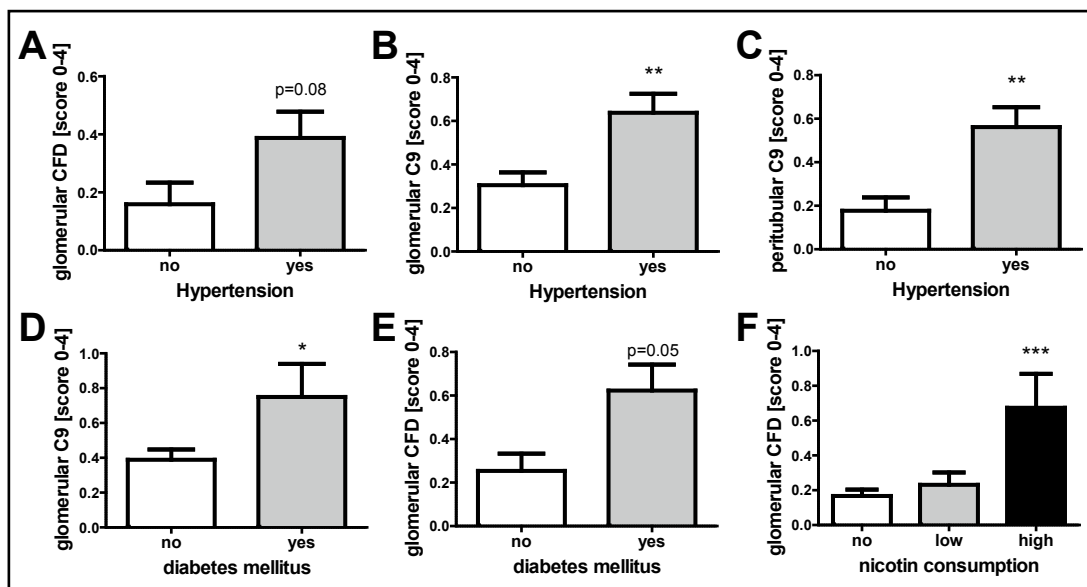 A
glomerular CFD [score 0-4]
0.6
0.4
0.2
0.0
p=0.08
no yes
Hypertension
B
glomerular C9 [score 0-4]
0.8
0.6
0.4
0.2
0.0
**
no yes
Hypertension
C
peritubular C9 [score 0-4]
0.8
0.6
0.4
0.2
0.0
**
no yes
Hypertension
D
glomerular C9 [score 0-4]
1.0
0.8
0.6
0.4
0.2
0.0
*
no yes
diabetes mellitus
E
glomerular CFD [score 0-4]
0.8
0.6
0.4
0.2
0.0
p=0.05
no yes
diabetes mellitus
F
glomerular CFD [score 0-4]
1.0
0.8
0.6
0.4
0.2
0.0
***
no low high
nicotin consumption